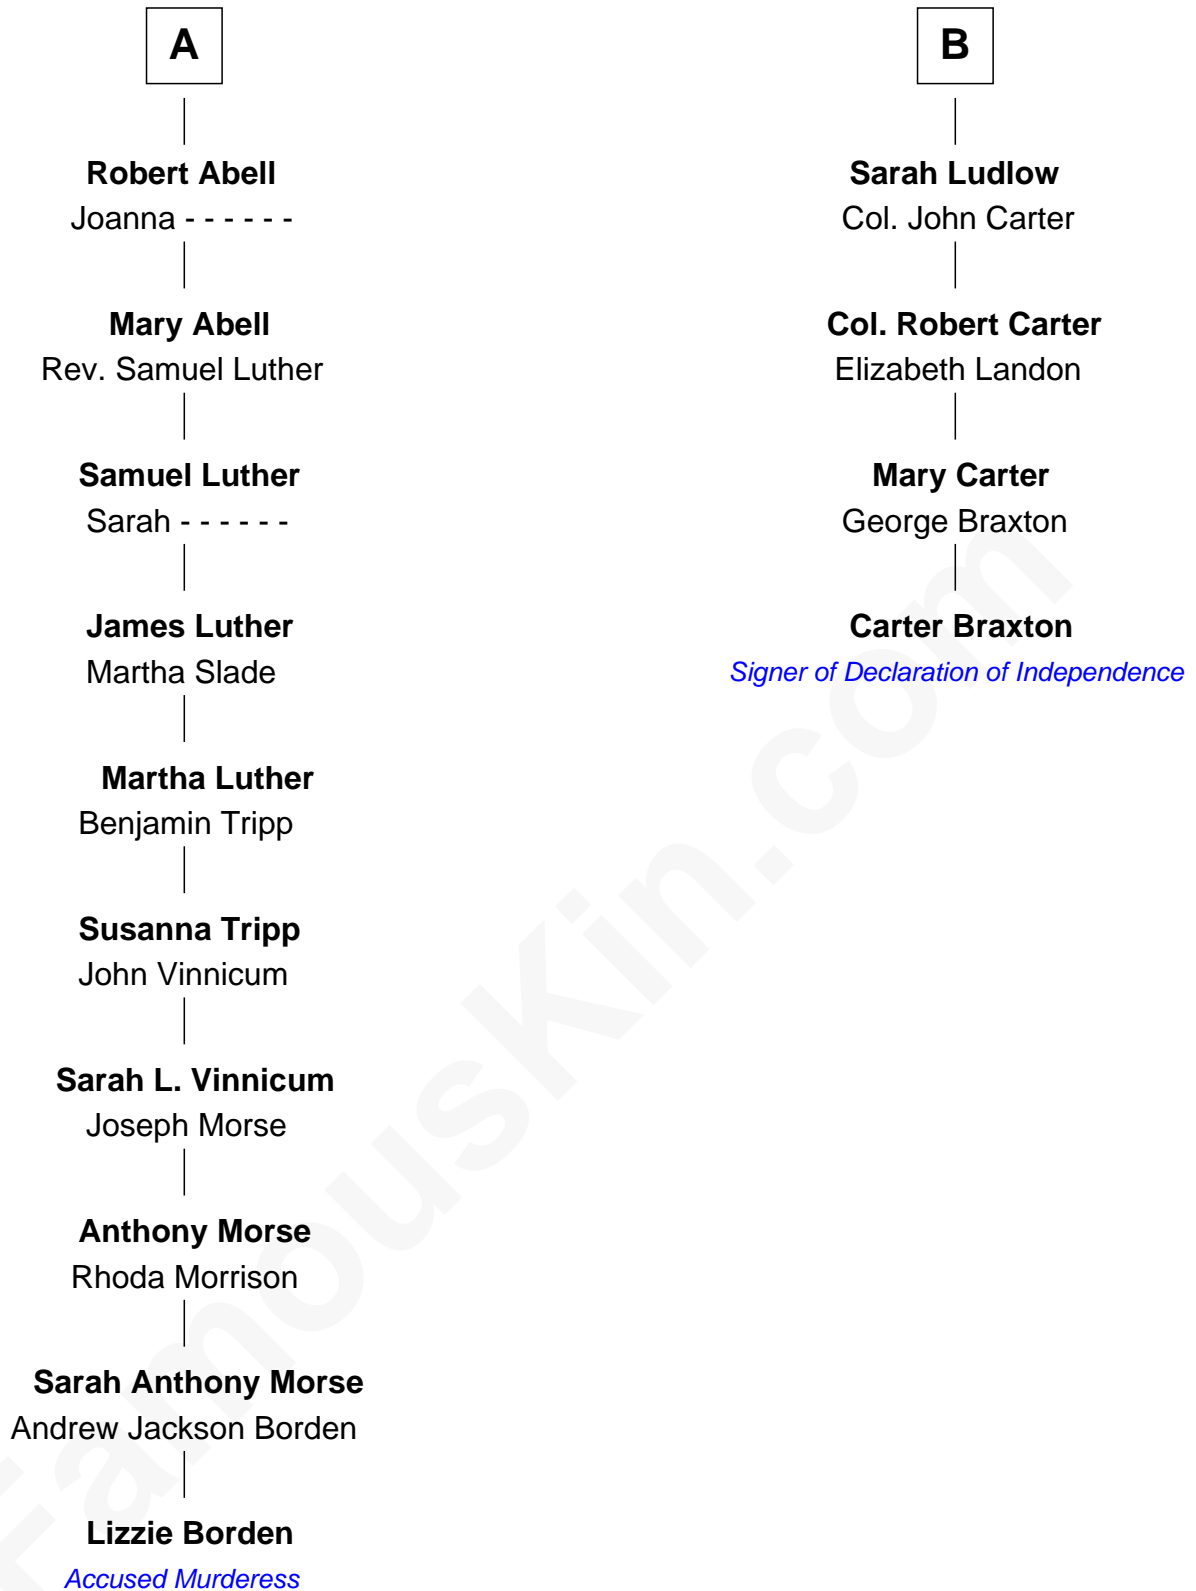 A
Robert Abell
Joanna - - - - - -
Mary Abell
Rev. Samuel Luther
Samuel Luther
Sarah - - - - - -
James Luther
Martha Slade
Martha Luther
Benjamin Tripp
Susanna Tripp
John Vinnicum
Sarah L. Vinnicum
Joseph Morse
Anthony Morse
Rhoda Morrison
Sarah Anthony Morse
Andrew Jackson Borden
Lizzie Borden
Accused Murderess
B
Sarah Ludlow
Col. John Carter
Col. Robert Carter
Elizabeth Landon
Mary Carter
George Braxton
Carter Braxton
Signer of Declaration of Independence
FamousKin.com